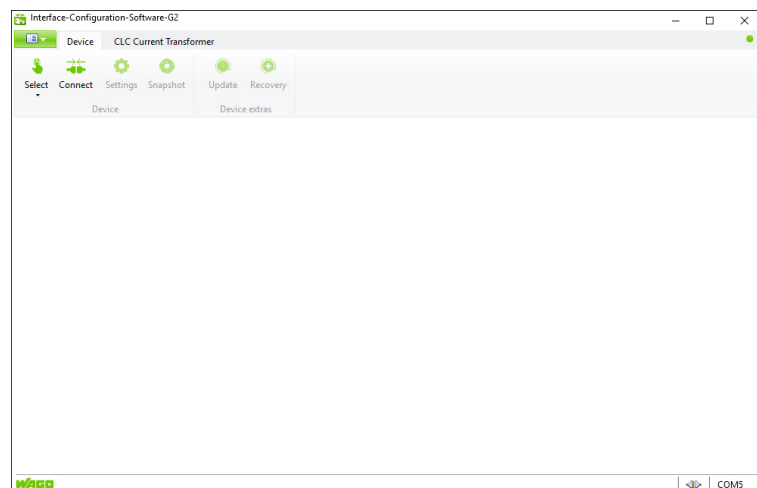 Interface-Configuration-Software-G2
Device CLC Current Transformer
Select Connect Settings Snapshot Update Recovery
Device Device extras
WAGO COM5